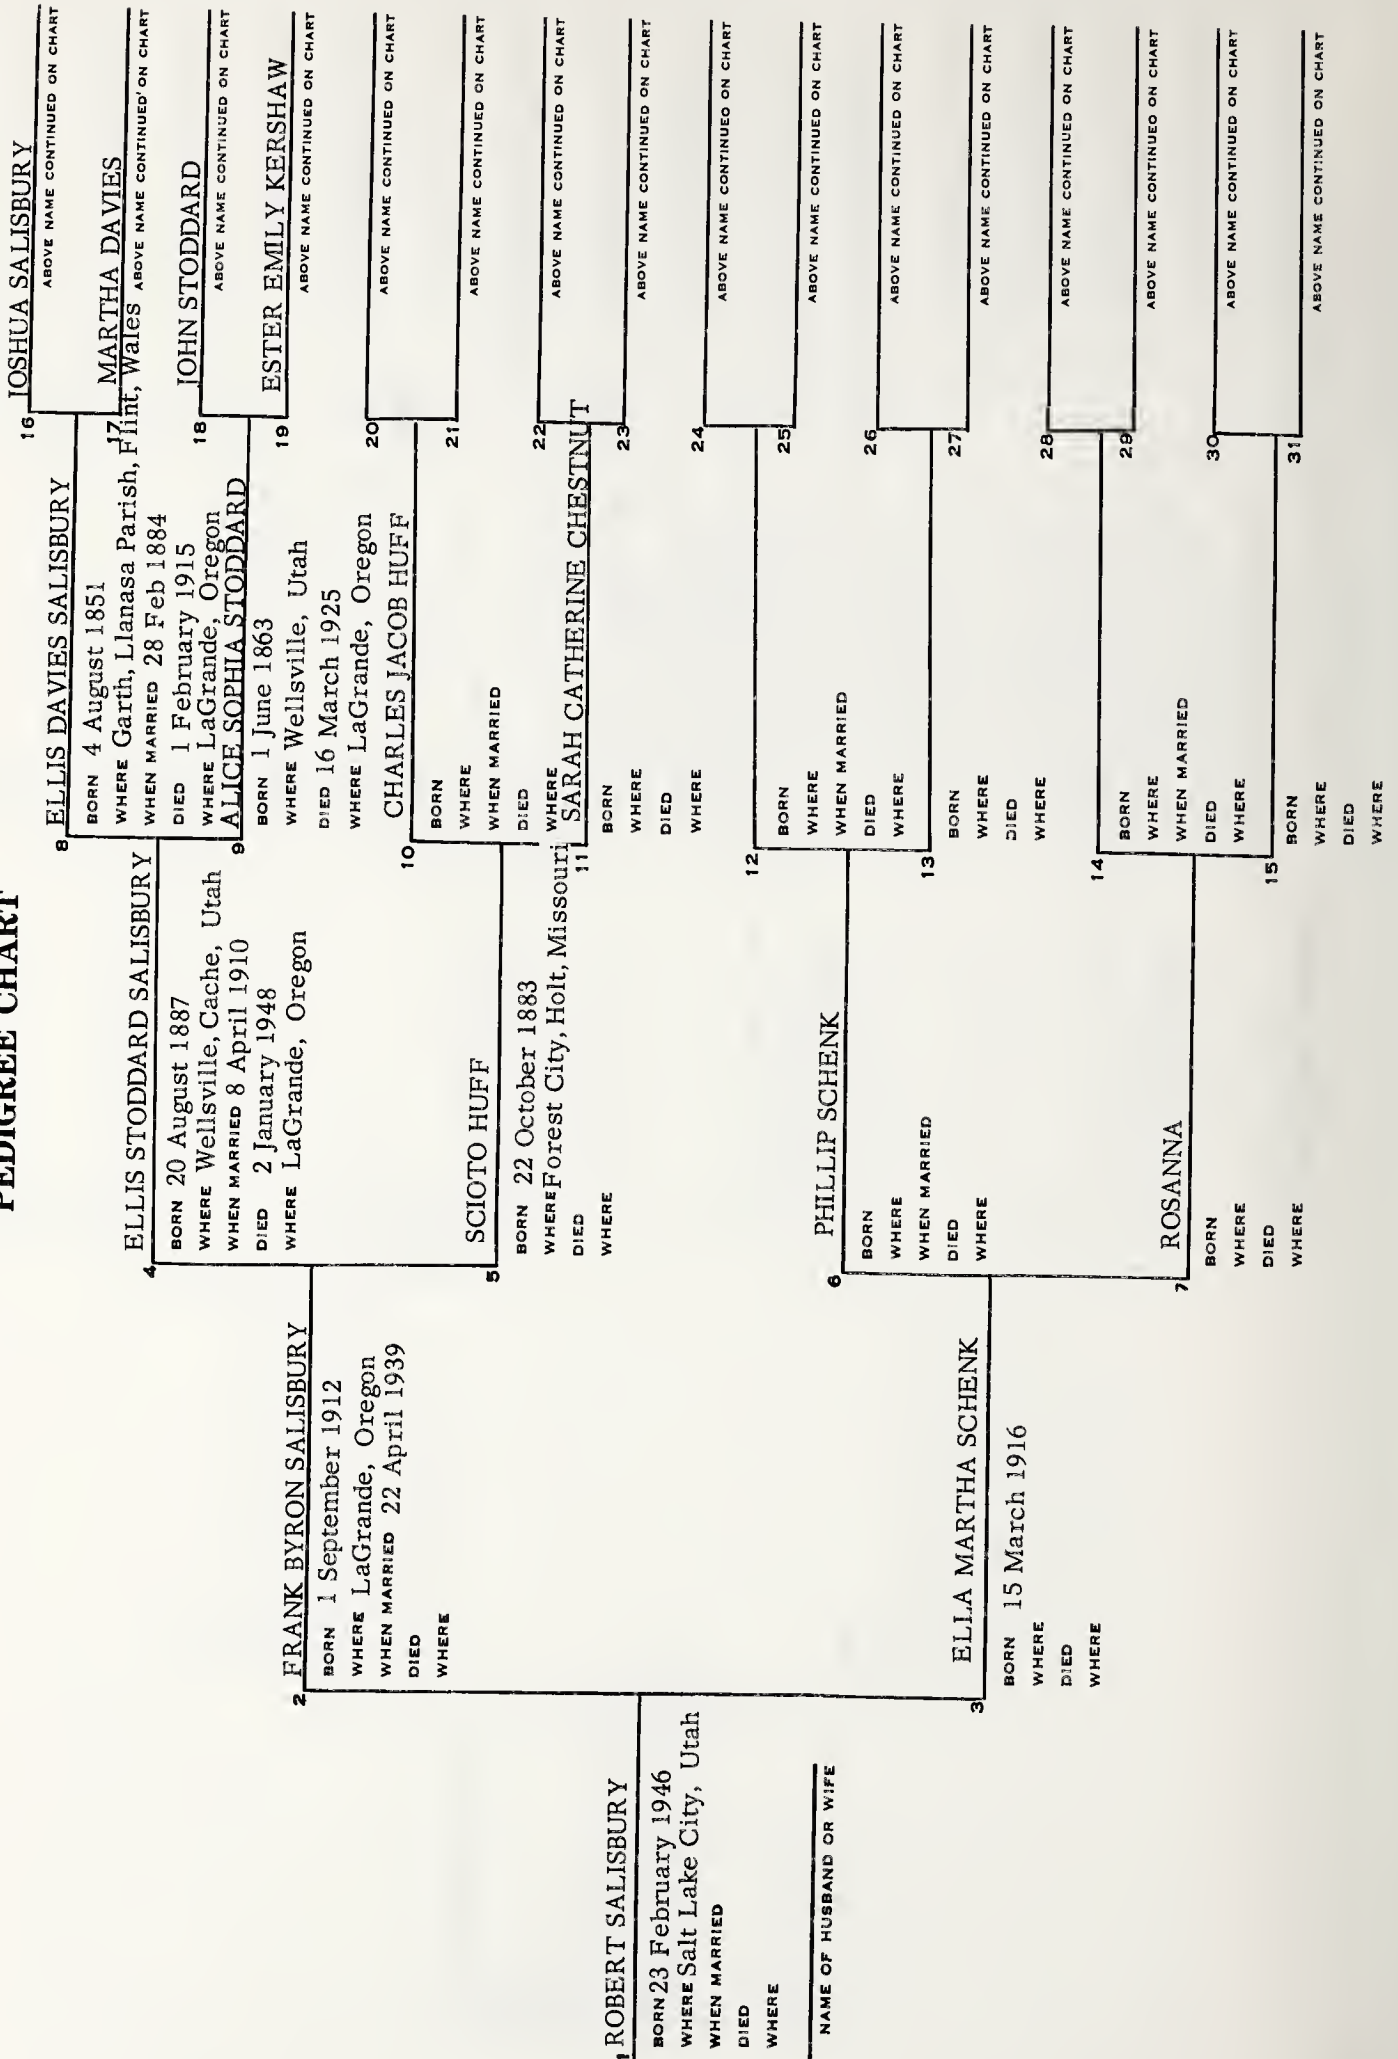 PEDIGREE CHART
1 ROBERT SALISBURY
BORN 23 February 1946
WHERE Salt Lake City, Utah
WHEN MARRIED
DIED
WHERE
NAME OF HUSBAND OR WIFE
2 FRANK BYRON SALISBURY
BORN 1 September 1912
WHERE LaGrande, Oregon
WHEN MARRIED 22 April 1939
DIED
WHERE
3 ELLA MARTHA SCHENK
BORN 15 March 1916
WHERE
DIED
WHERE
4 ELLIS STODDARD SALISBURY
BORN 20 August 1887
WHERE Wellsville, Cache, Utah
WHEN MARRIED 8 April 1910
DIED 2 January 1948
WHERE LaGrande, Oregon
5 SCIOTO HUFF
BORN 22 October 1883
WHERE Forest City, Holt, Missouri
DIED
WHERE
6 PHILLIP SCHENK
BORN
WHERE
WHEN MARRIED
DIED
WHERE
7 ROSANNA
BORN
WHERE
DIED
WHERE
8 ELLIS DAVIES SALISBURY
BORN 4 August 1851
WHERE Garth, Llanasa Parish, Flint, Wales
WHEN MARRIED 28 Feb 1884
DIED 1 February 1915
WHERE LaGrande, Oregon
9 ALICE SOPHIA STODDARD
BORN 1 June 1863
WHERE Wellsville, Utah
DIED 16 March 1925
WHERE LaGrande, Oregon
10 CHARLES JACOB HUFF
BORN
WHERE
WHEN MARRIED
DIED
WHERE
11 SARAH CATHERINE CHESTNUT
BORN
WHERE
DIED
WHERE
12
BORN
WHERE
WHEN MARRIED
DIED
WHERE
13
BORN
WHERE
DIED
WHERE
14
BORN
WHERE
WHEN MARRIED
DIED
WHERE
15
BORN
WHERE
DIED
WHERE
16 JOSHUA SALISBURY
ABOVE NAME CONTINUED ON CHART
17 MARTHA DAVIES
ABOVE NAME CONTINUED ON CHART
18 JOHN STODDARD
ABOVE NAME CONTINUED ON CHART
19 ESTER EMILY KERSHAW
ABOVE NAME CONTINUED ON CHART
20
ABOVE NAME CONTINUED ON CHART
21
ABOVE NAME CONTINUED ON CHART
22
ABOVE NAME CONTINUED ON CHART
23
ABOVE NAME CONTINUED ON CHART
24
ABOVE NAME CONTINUED ON CHART
25
ABOVE NAME CONTINUED ON CHART
26
ABOVE NAME CONTINUED ON CHART
27
ABOVE NAME CONTINUED ON CHART
28
ABOVE NAME CONTINUED ON CHART
29
ABOVE NAME CONTINUED ON CHART
30
ABOVE NAME CONTINUED ON CHART
31
ABOVE NAME CONTINUED ON CHART